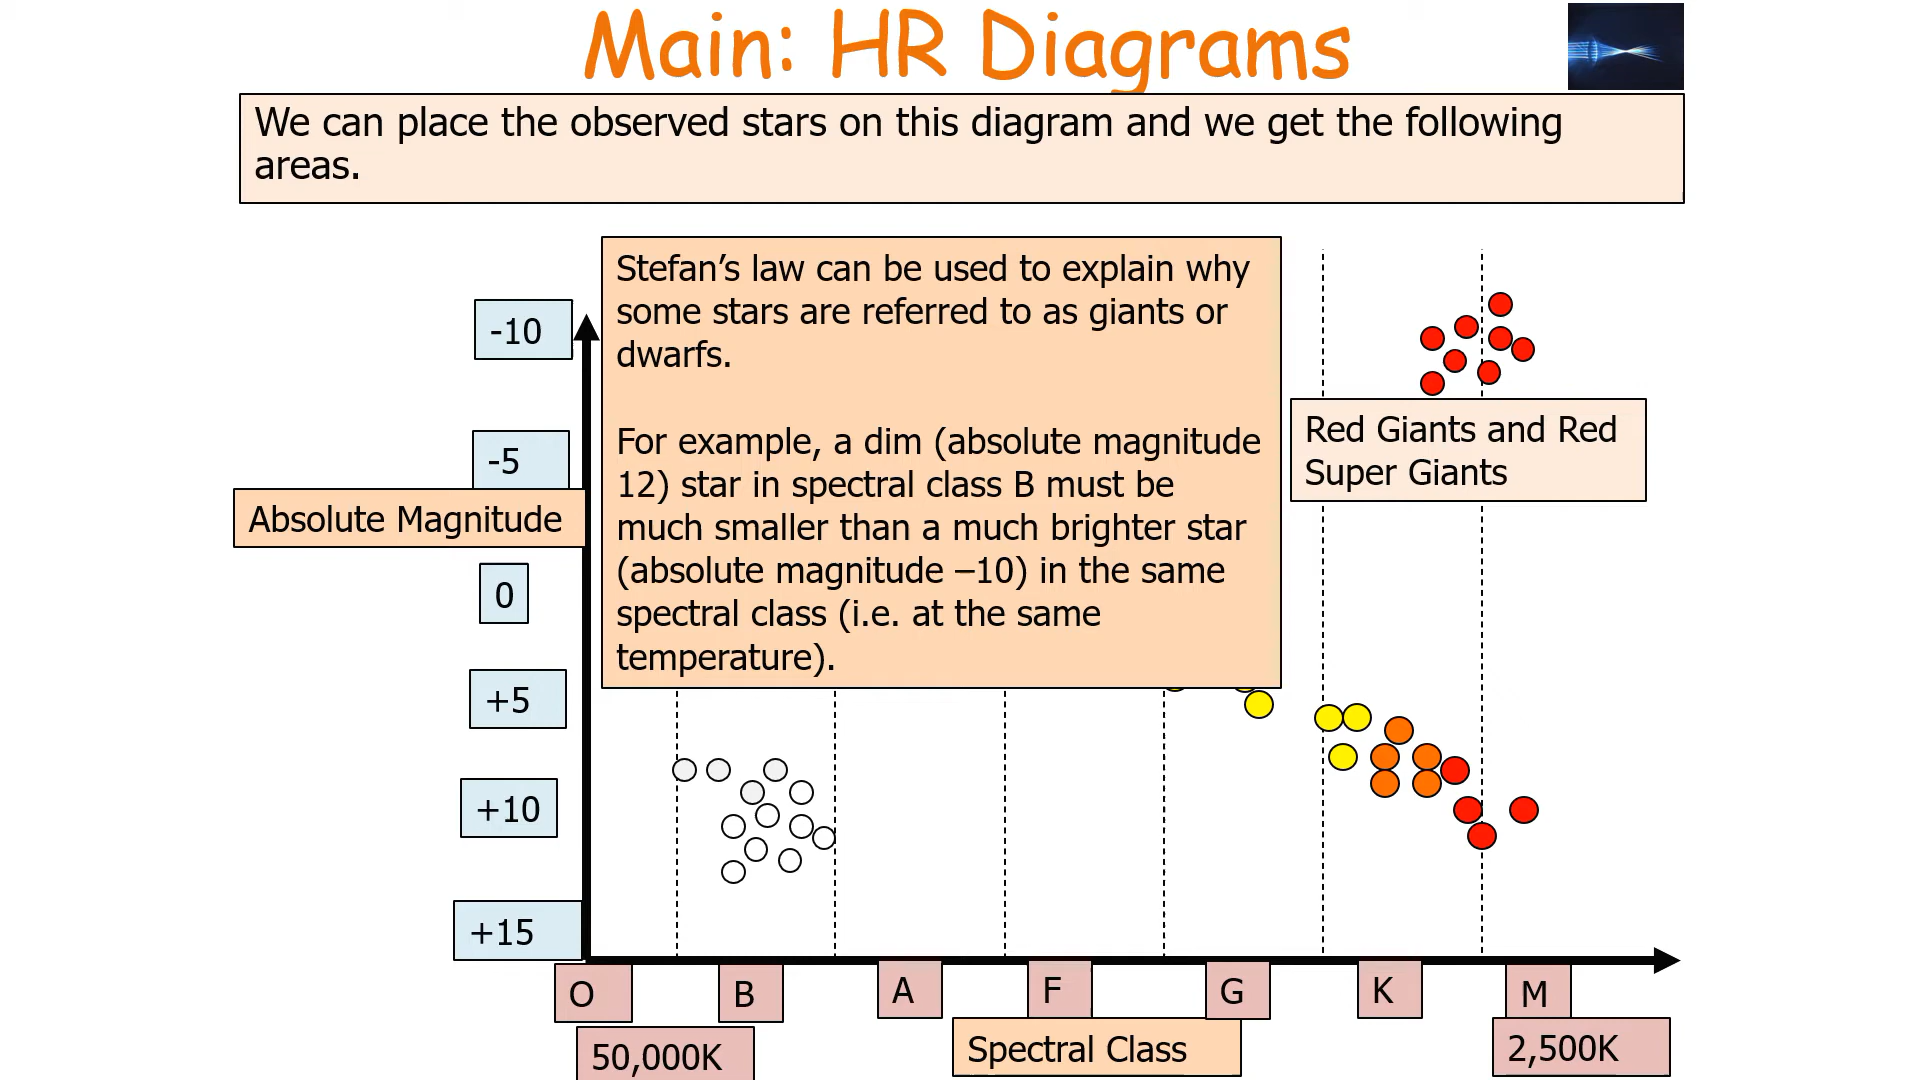 Main: HR Diagrams
We can place the observed stars on this diagram and we get the following
areas.
Stefan’s law can be used to explain why
some stars are referred to as giants or
dwarfs.
For example, a dim (absolute magnitude
12) star in spectral class B must be
much smaller than a much brighter star
(absolute magnitude –10) in the same
spectral class (i.e. at the same
temperature).
Red Giants and Red
Super Giants
-10
-5
Absolute Magnitude
0
+5
+10
+15
O
B
A
F
G
K
M
50,000K
Spectral Class
2,500K